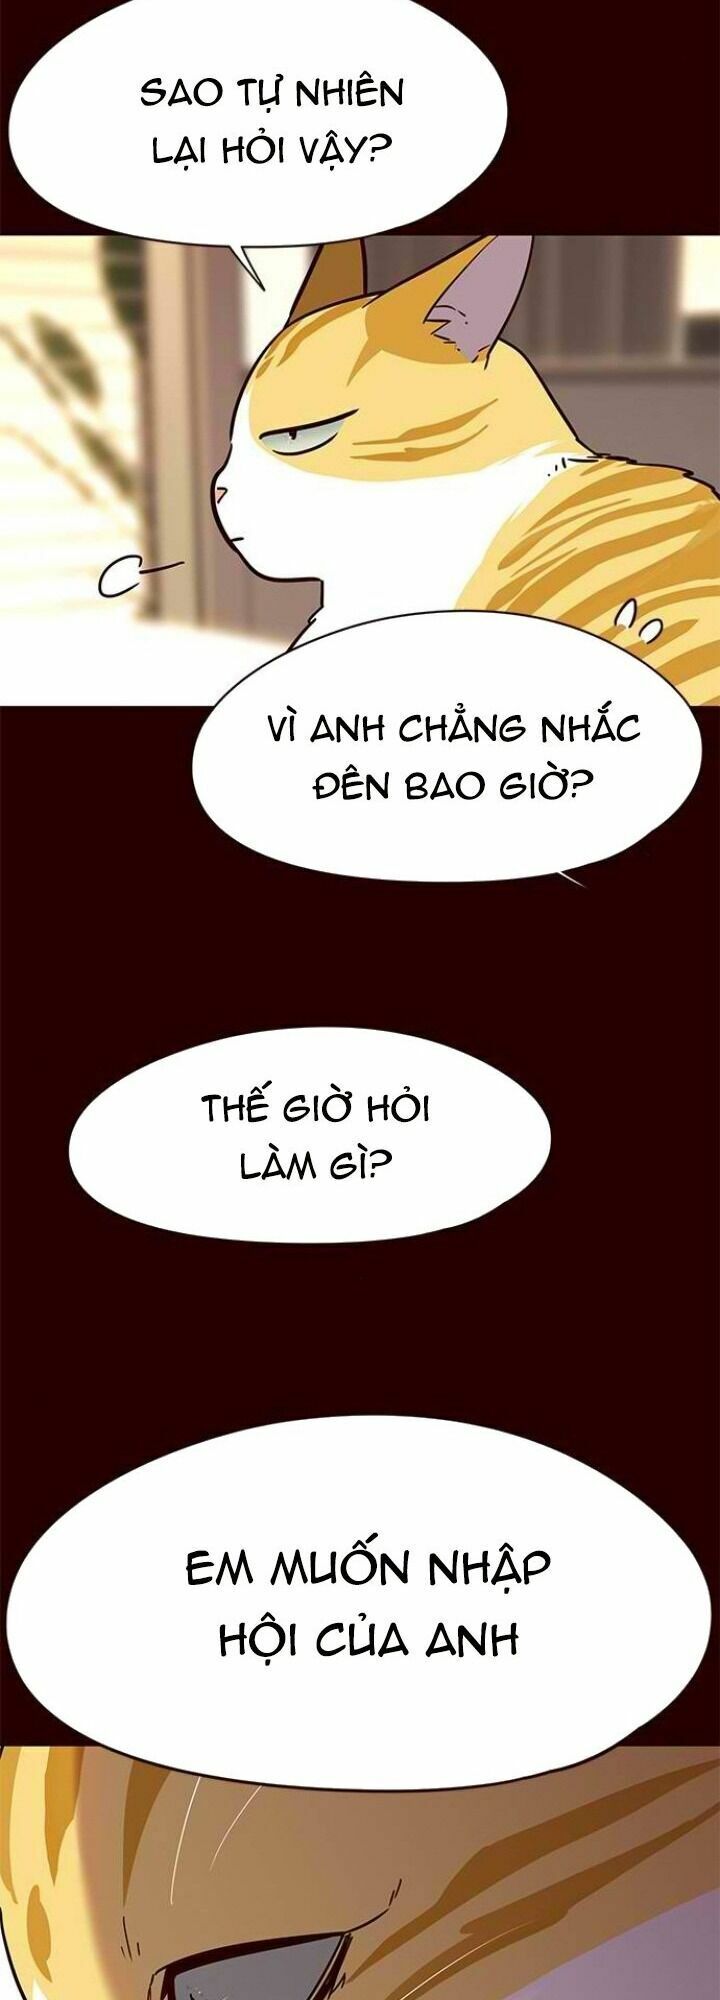 SAO TỰ NHIÊN
LẠI HỎI VẬY?
VÌ ANH CHẲNG NHẮC
ĐÊN BAO GIỜ?
THẾ GIỜ HỎI
LÀM GÌ?
EM MUỐN NHẬP
HỘI CỦA ANH